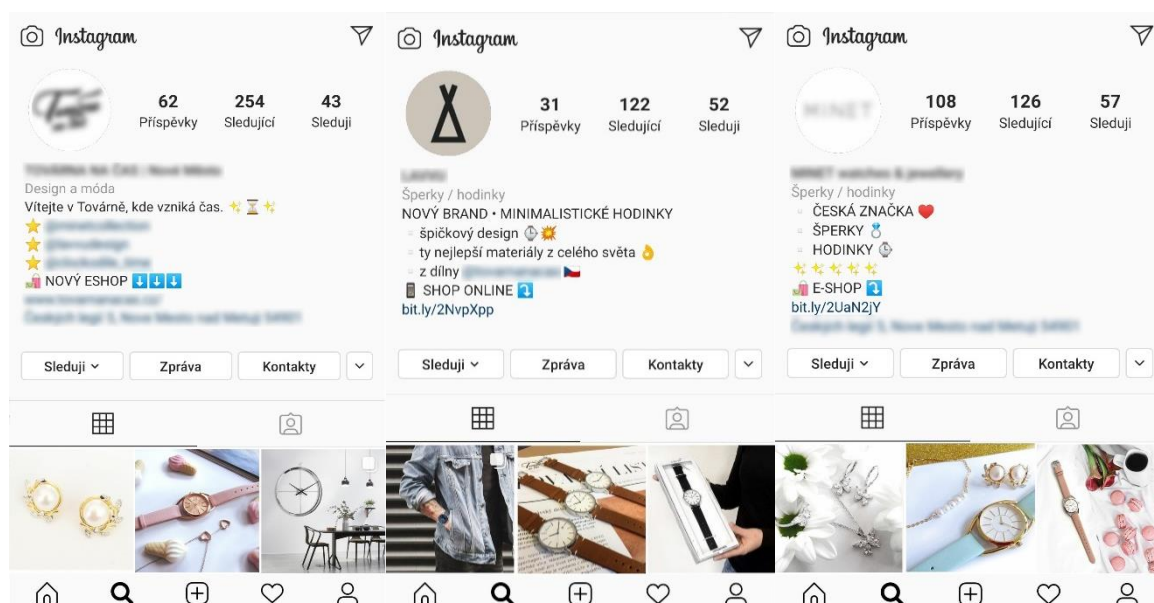 Instagram
62 254 43
Příspěvky Sledující Sleduji
Design a móda
Vítejte v Továrně, kde vzniká čas. ✨⏳✨
⭐
⭐
⭐
🛍️ NOVÝ ESHOP ⬇️⬇️⬇️
Sleduji Zpráva Kontakty
Instagram
31 122 52
Příspěvky Sledující Sleduji
Šperky / hodinky
NOVÝ BRAND • MINIMALISTICKÉ HODINKY
▫️ špičkový design ⌚💥
▫️ ty nejlepší materiály z celého světa 👌
▫️ z dílny 🇨🇿
📱 SHOP ONLINE ⤵️
bit.ly/2NvpXpp
Sleduji Zpráva Kontakty
Instagram
108 126 57
Příspěvky Sledující Sleduji
Šperky / hodinky
▫️ ČESKÁ ZNAČKA ❤️
▫️ ŠPERKY 💍
▫️ HODINKY ⌚
✨✨✨✨✨
🛍️ E-SHOP ⤵️
bit.ly/2UaN2jY
Sleduji Zpráva Kontakty